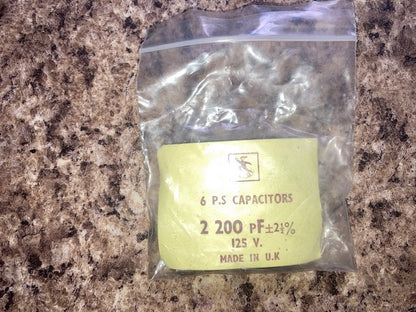 6 P.S CAPACITORS
2 200 pF±2½%
125 V.
MADE IN U.K